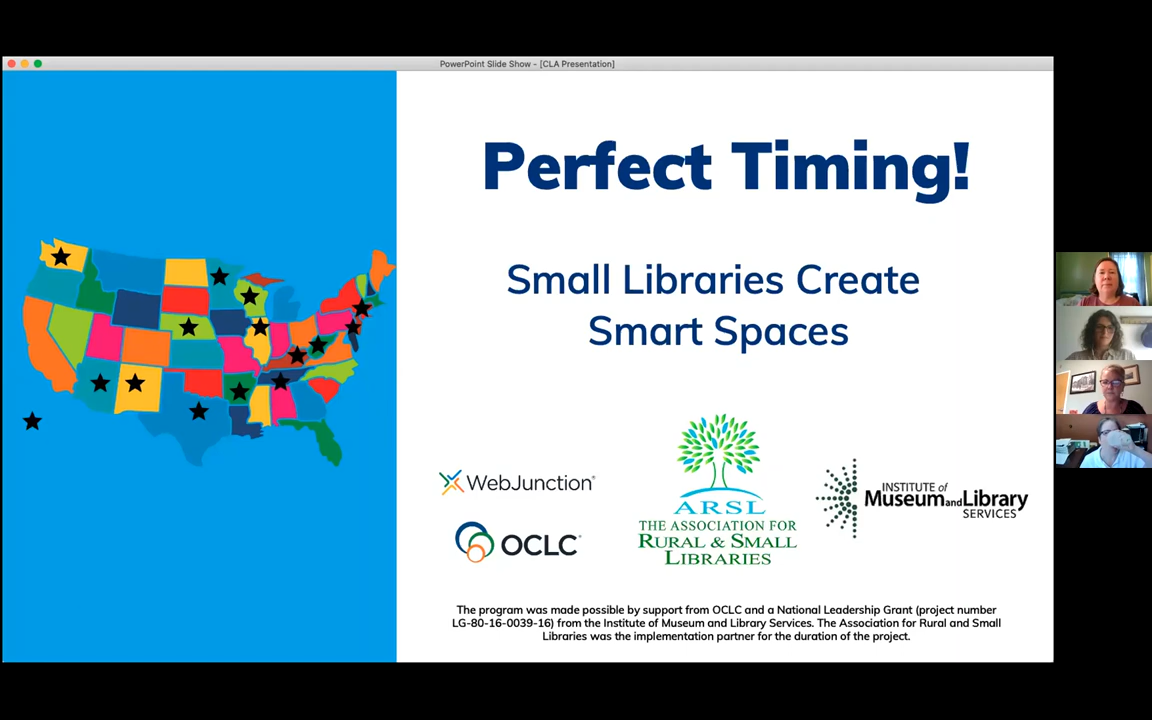 PowerPoint Slide Show - [CLA Presentation]
Perfect Timing!
Small Libraries Create
Smart Spaces
WebJunction®
OCLC®
ARSL
THE ASSOCIATION FOR
RURAL & SMALL
LIBRARIES
INSTITUTE of
Museum and Library
SERVICES
The program was made possible by support from OCLC and a National Leadership Grant (project number
LG-80-16-0039-16) from the Institute of Museum and Library Services. The Association for Rural and Small
Libraries was the implementation partner for the duration of the project.